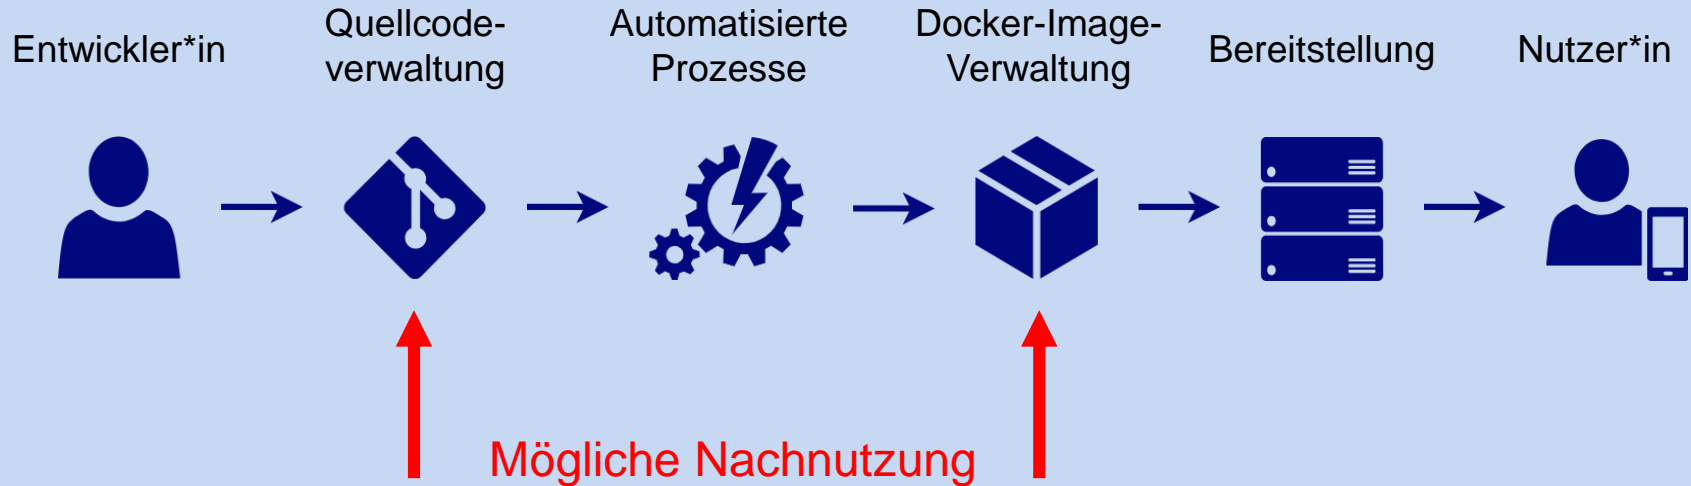 Entwickler*in
Quellcode-
verwaltung
Automatisierte
Prozesse
Docker-Image-
Verwaltung
Bereitstellung
Nutzer*in
Mögliche Nachnutzung